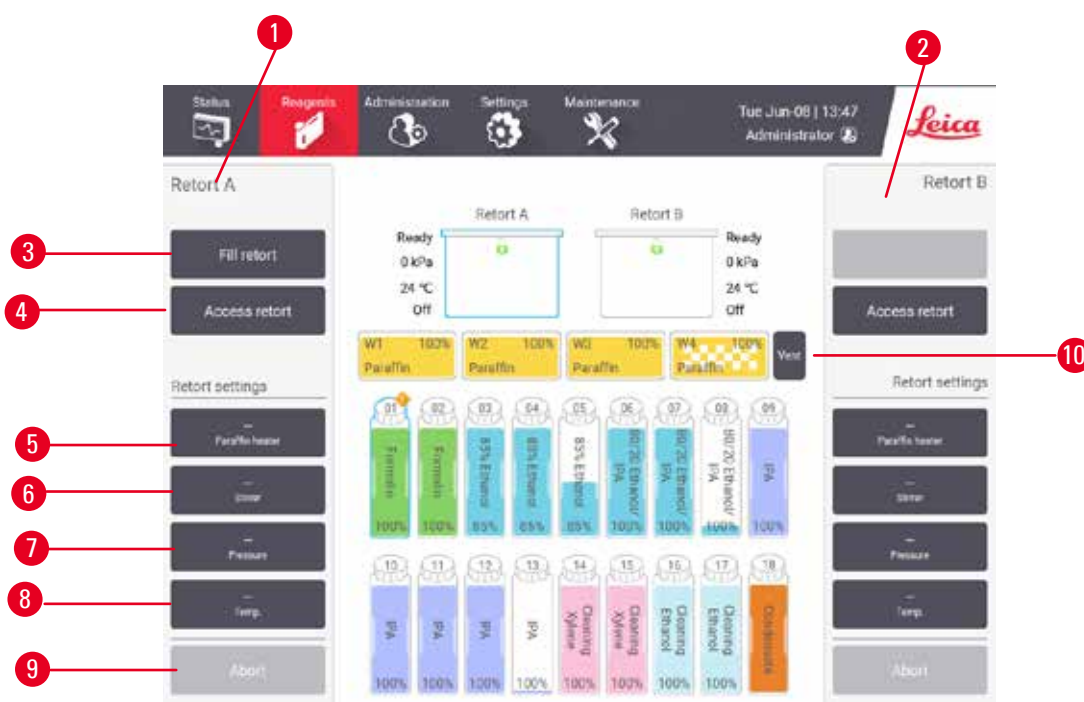 1
2
Status Reagents Administration Settings Maintenance
Tue Jun-08 | 13:47
Administrator
Leica
Retort A
Retort B
3
Fill retort
4
Access retort
Retort settings
5
--
Paraffin heater
6
--
Stirrer
7
--
Pressure
8
--
Temp.
9
Abort
Retort A
Ready
0 kPa
24 °C
Off
Retort B
Ready
0 kPa
24 °C
Off
W1 100%
Paraffin
W2 100%
Paraffin
W3 100%
Paraffin
W4 100%
Paraffin
Vent
10
01 02 03 04 05 06 07 08 09
Formalin
Formalin
85% Ethanol
85% Ethanol
85% Ethanol
80/20 Ethanol/
IPA
80/20 Ethanol/
IPA
80/20 Ethanol/
IPA
IPA
100% 100% 85% 85% 85% 100% 100% 100% 100%
10 11 12 13 14 15 16 17 18
IPA
IPA
IPA
IPA
Cleaning
Xylene
Cleaning
Xylene
Cleaning
Ethanol
Cleaning
Ethanol
Condensate
100% 100% 100% 100% 100% 100% 100% 100%
Access retort
Retort settings
--
Paraffin heater
--
Stirrer
--
Pressure
--
Temp.
Abort